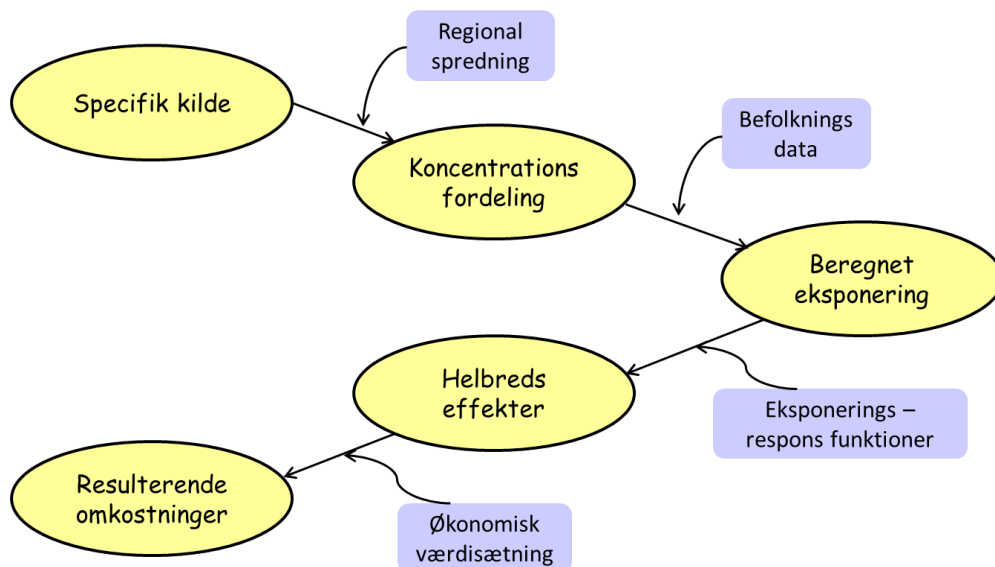 Specifik kilde
Regional
spredning
Koncentrations
fordeling
Befolknings
data
Beregnet
eksponering
Eksponerings –
respons funktioner
Helbreds
effekter
Økonomisk
værdisætning
Resulterende
omkostninger